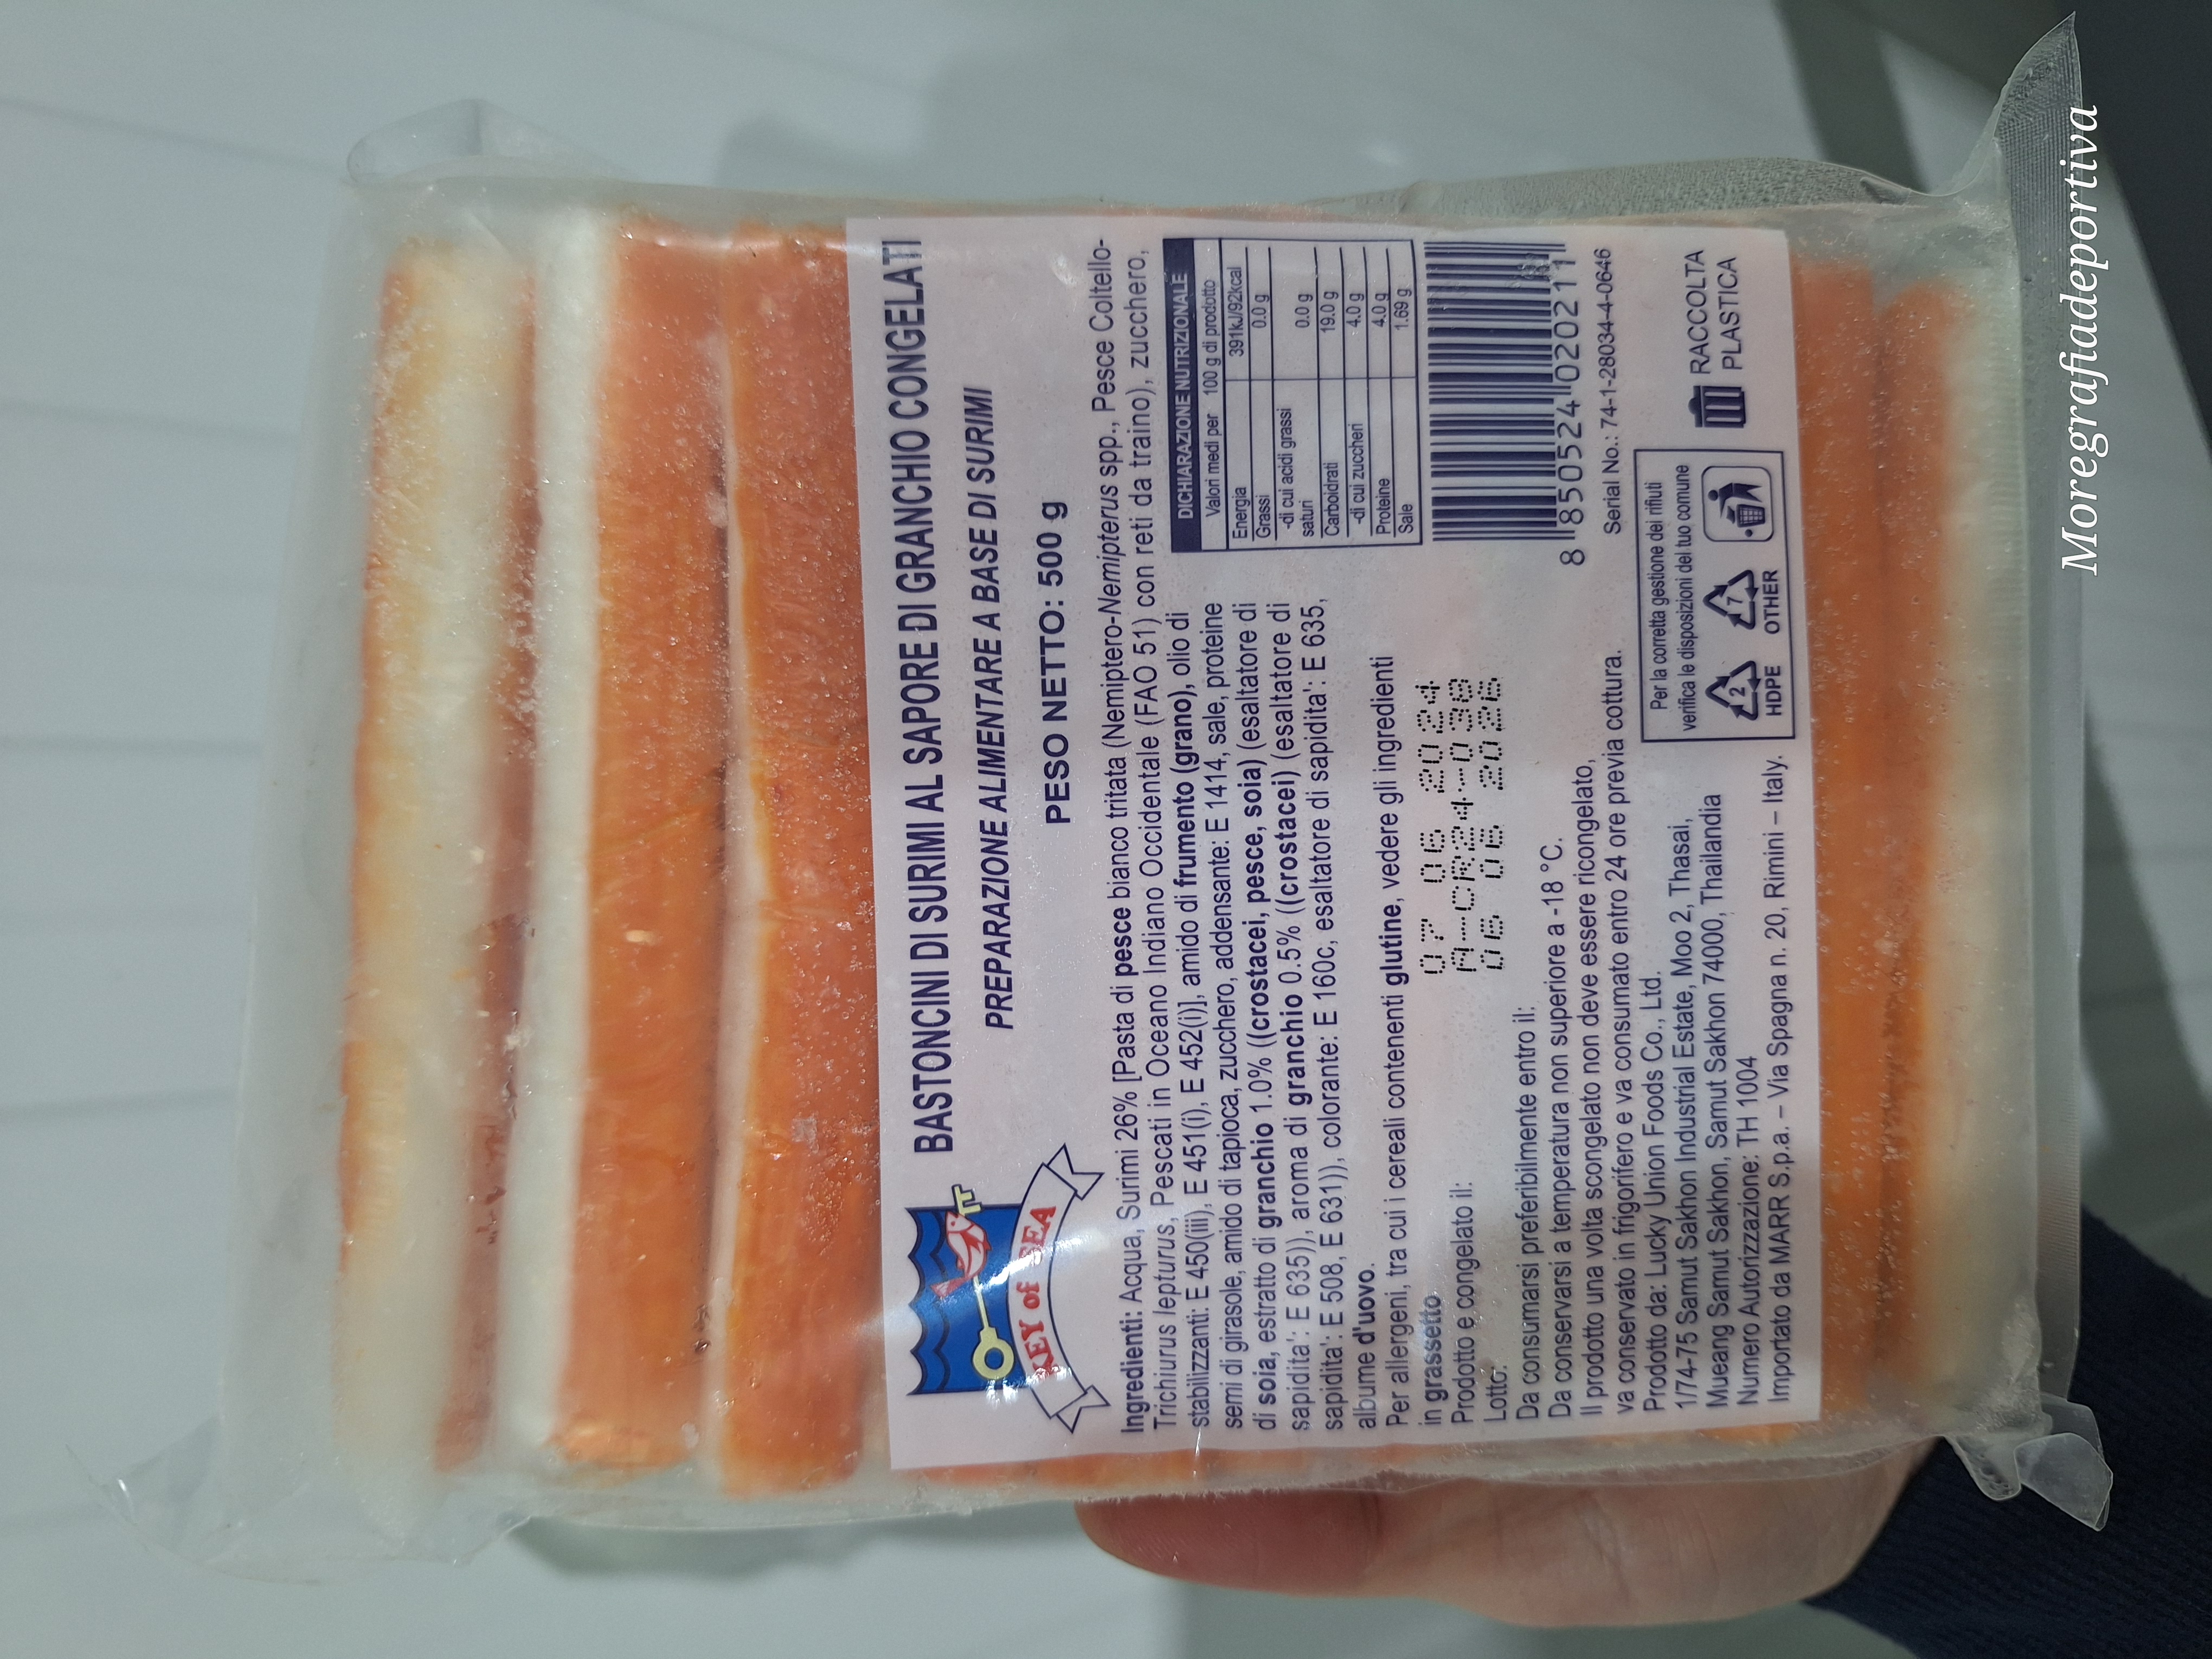 KEY of SEA
BASTONCINI DI SURIMI AL SAPORE DI GRANCHIO CONGELATI
PREPARAZIONE ALIMENTARE A BASE DI SURIMI
PESO NETTO: 500 g
Ingredienti: Acqua, Surimi 26% [Pasta di pesce bianco tritata (Nemiptero-Nemipterus spp., Pesce Coltello-
Trichiurus lepturus, Pescati in Oceano Indiano Occidentale (FAO 51) con reti da traino), zucchero,
stabilizzanti: E 450(iii), E 451(i), E 452(i)], amido di frumento (grano), olio di
semi di girasole, amido di tapioca, zucchero, addensante: E 1414, sale, proteine
di soia, estratto di granchio 1.0% ((crostacei, pesce, soia) (esaltatore di
sapidita': E 635)), aroma di granchio 0.5% ((crostacei) (esaltatore di
sapidita': E 508, E 631)), colorante: E 160c, esaltatore di sapidita': E 635,
albume d'uovo.
Per allergeni, tra cui i cereali contenenti glutine, vedere gli ingredienti
in grassetto
Prodotto e congelato il: 07 06 2024
Lotto: A-CR24-038
Da consumarsi preferibilmente entro il: 06 06 2026
Da conservarsi a temperatura non superiore a -18 °C.
Il prodotto una volta scongelato non deve essere ricongelato,
va conservato in frigorifero e va consumato entro 24 ore previa cottura.
Prodotto da: Lucky Union Foods Co., Ltd.
1/74-75 Samut Sakhon Industrial Estate, Moo 2, Thasai,
Mueang Samut Sakhon, Samut Sakhon 74000, Thailandia
Numero Autorizzazione: TH 1004
Importato da MARR S.p.a. – Via Spagna n. 20, Rimini – Italy.
DICHIARAZIONE NUTRIZIONALE
Valori medi per 100 g di prodotto
Energia 391kJ/92kcal
Grassi 0.0 g
-di cui acidi grassi
saturi 0.0 g
Carboidrati 19.0 g
-di cui zuccheri 4.0 g
Proteine 4.0 g
Sale 1.69 g
8 850524 020211
Serial No.: 74-1-28034-4-0646
Per la corretta gestione dei rifiuti
verifica le disposizioni del tuo comune
2 7
HDPE OTHER
RACCOLTA
PLASTICA
Moregrafiadeportiva